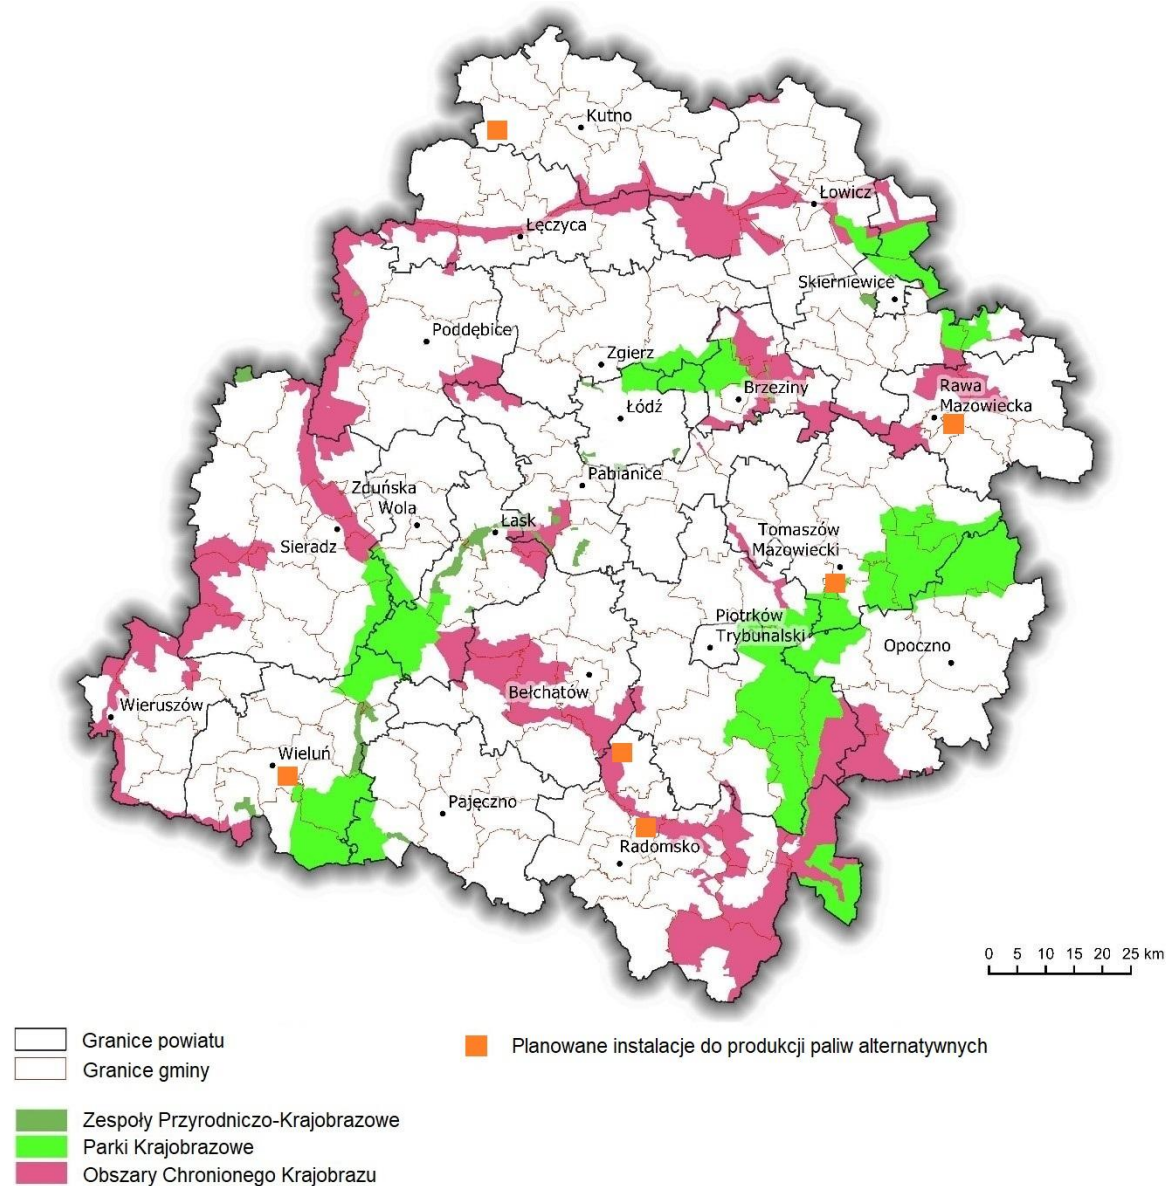 Kutno
Łowicz
Łęczyca
Skierniewice
Poddębice
Zgierz
Rawa
Mazowiecka
Brzeziny
Łódź
Pabianice
Zduńska
Wola
Łask
Tomaszów
Mazowiecki
Sieradz
Piotrków
Trybunalski
Opoczno
Bełchatów
Wieruszów
Wieluń
Pajęczno
Radomsko
0 5 10 15 20 25 km
Granice powiatu
Granice gminy
Planowane instalacje do produkcji paliw alternatywnych
Zespoły Przyrodniczo-Krajobrazowe
Parki Krajobrazowe
Obszary Chronionego Krajobrazu